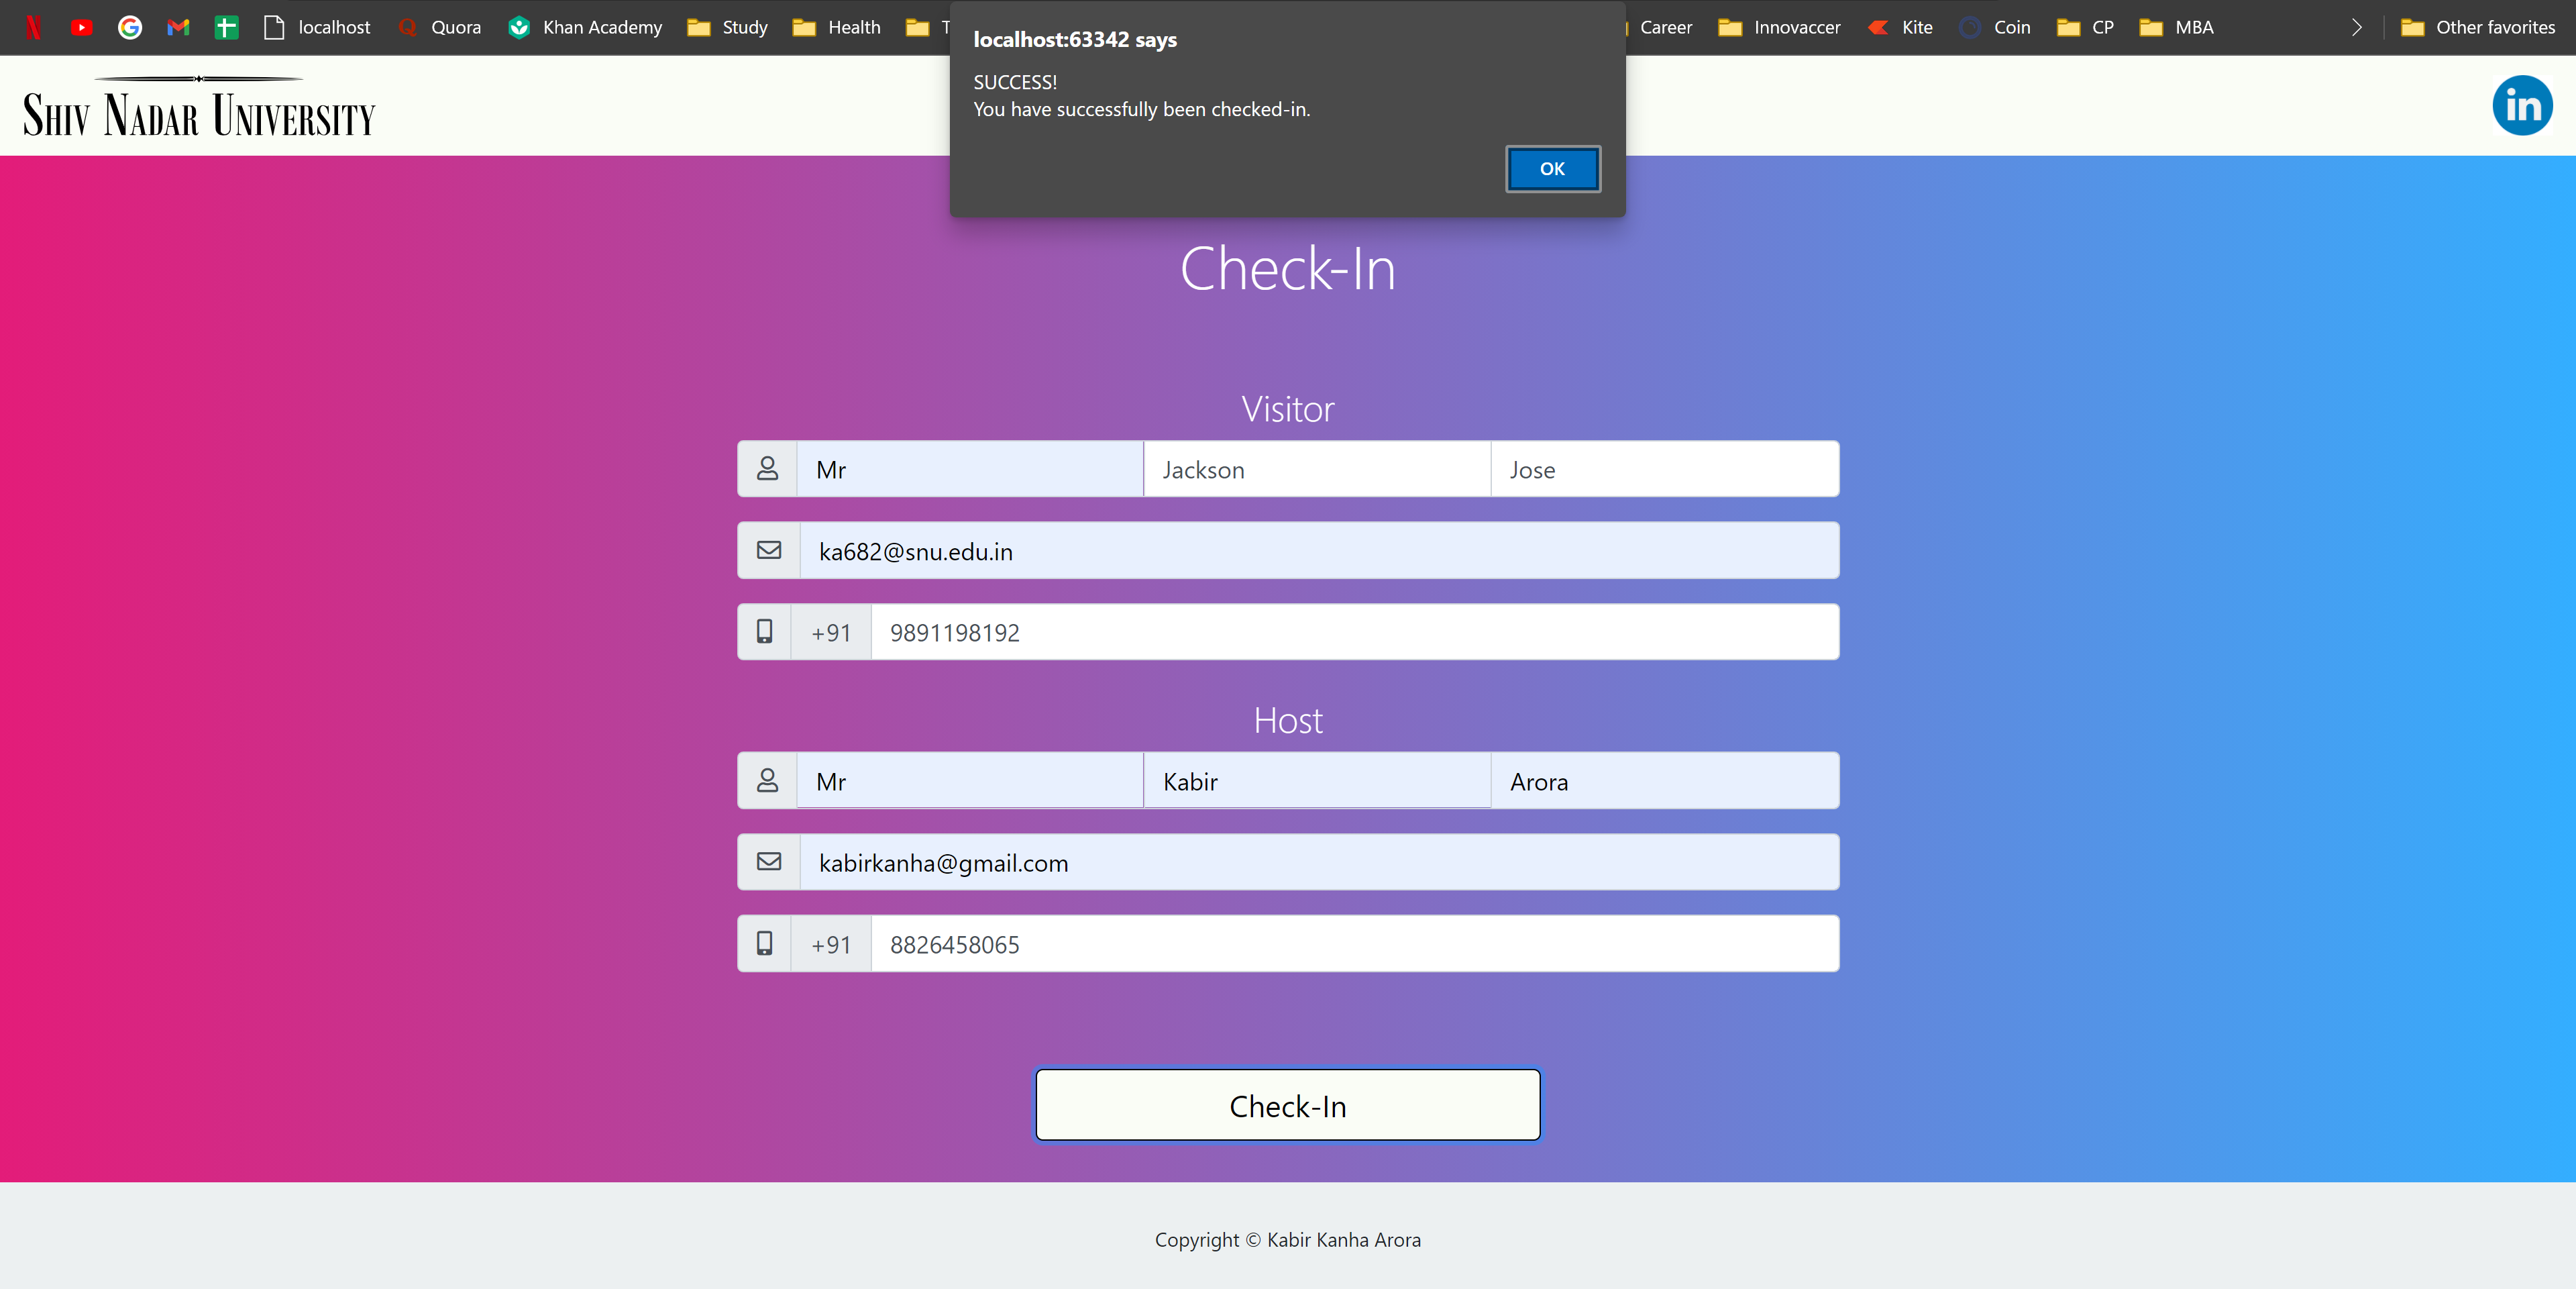 localhost Quora Khan Academy Study Health T Career Innovaccer Kite Coin CP MBA Other favorites
localhost:63342 says
SUCCESS!
You have successfully been checked-in.
OK
SHIV NADAR UNIVERSITY
in
Check-In
Visitor
Mr Jackson Jose
ka682@snu.edu.in
+91 9891198192
Host
Mr Kabir Arora
kabirkanha@gmail.com
+91 8826458065
Check-In
Copyright © Kabir Kanha Arora